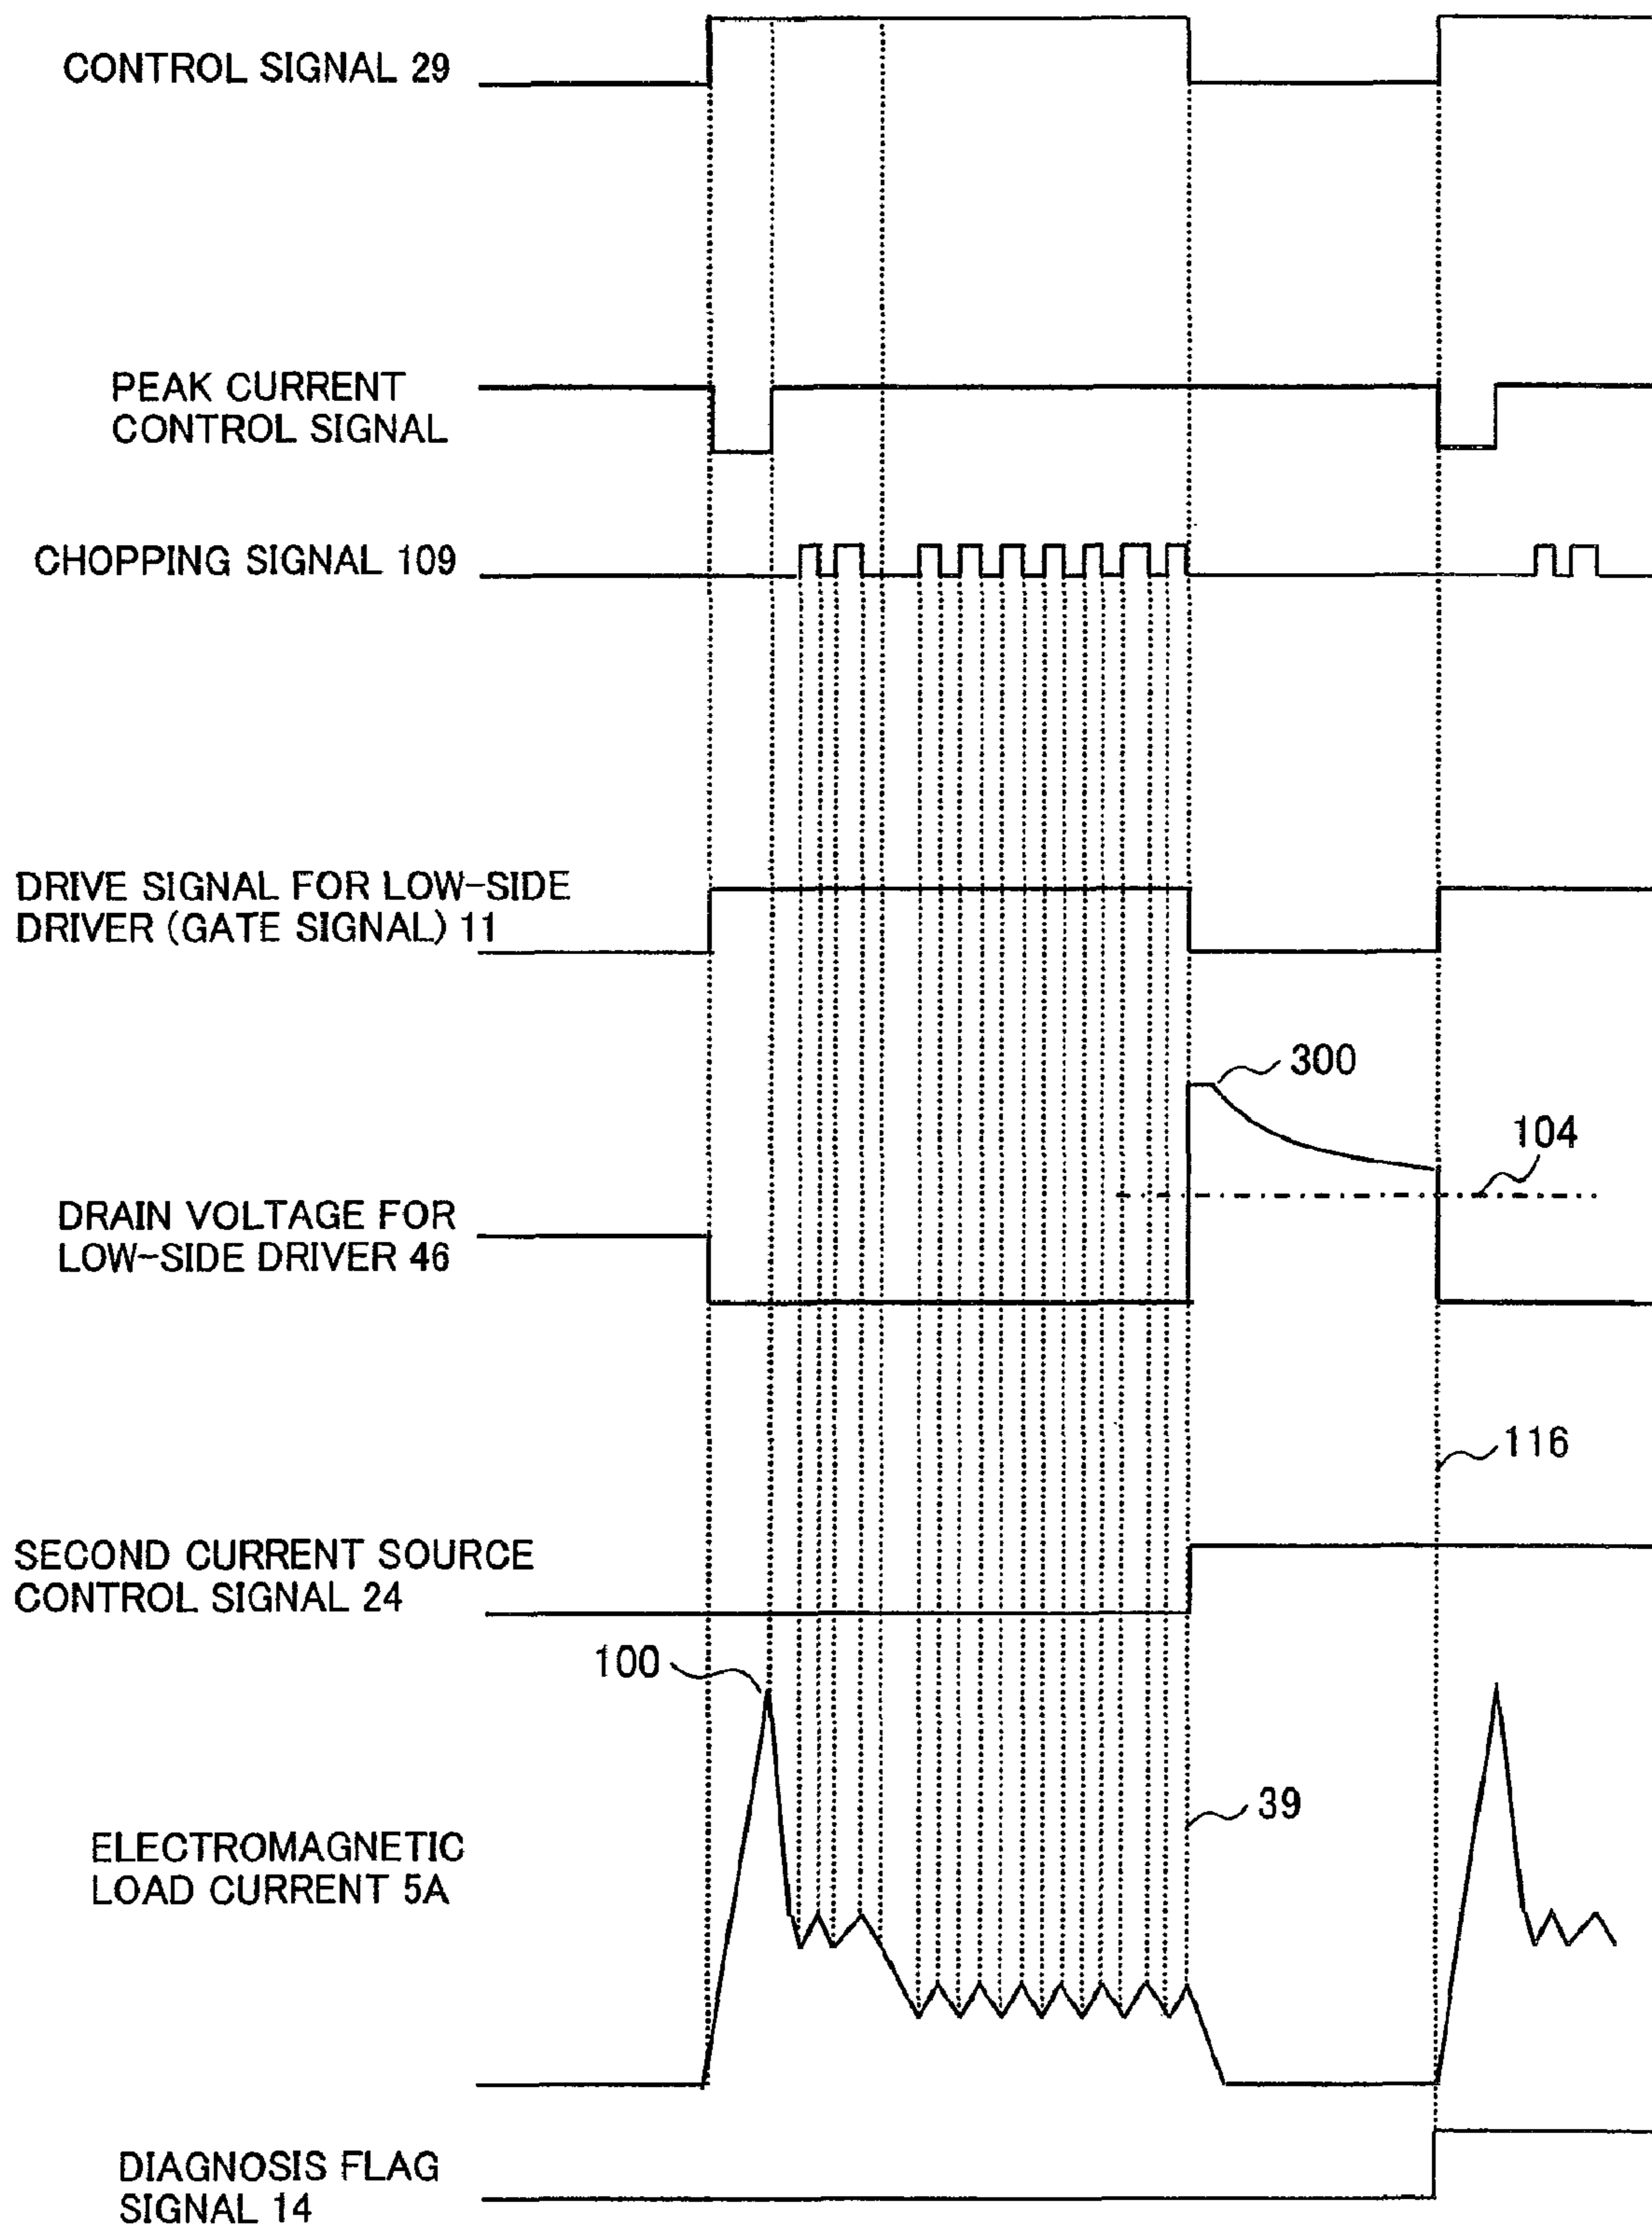 CONTROL SIGNAL 29
PEAK CURRENT
CONTROL SIGNAL
CHOPPING SIGNAL 109
DRIVE SIGNAL FOR LOW-SIDE
DRIVER (GATE SIGNAL) 11
300
104
DRAIN VOLTAGE FOR
LOW-SIDE DRIVER 46
116
SECOND CURRENT SOURCE
CONTROL SIGNAL 24
100
39
ELECTROMAGNETIC
LOAD CURRENT 5A
DIAGNOSIS FLAG
SIGNAL 14